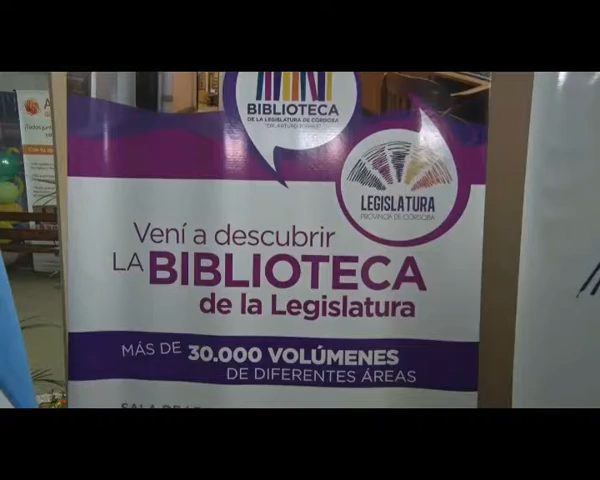 BIBLIOTECA
DE LA LEGISLATURA DE CÓRDOBA
LEGISLATURA
PROVINCIA DE CÓRDOBA
Vení a descubrir
LA BIBLIOTECA
de la Legislatura
MÁS DE 30.000 VOLÚMENES
DE DIFERENTES ÁREAS